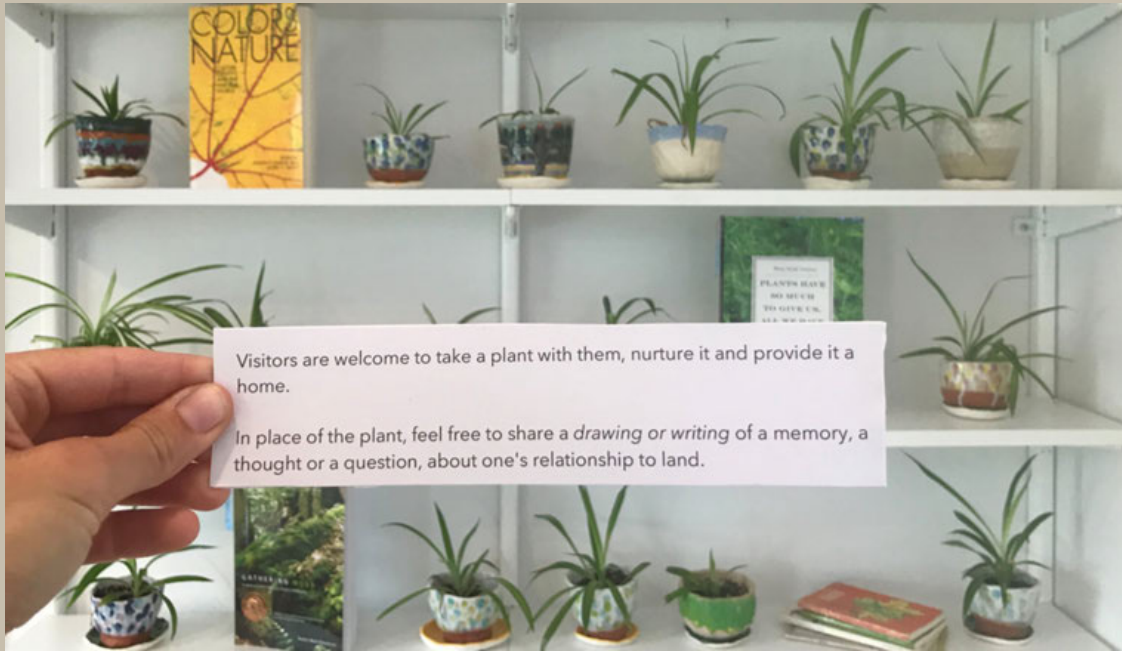 COLORS
NATURE
PLANTS HAVE
SO MUCH
TO GIVE US,
Visitors are welcome to take a plant with them, nurture it and provide it a
home.
In place of the plant, feel free to share a drawing or writing of a memory, a
thought or a question, about one's relationship to land.
GATHERING MOSS